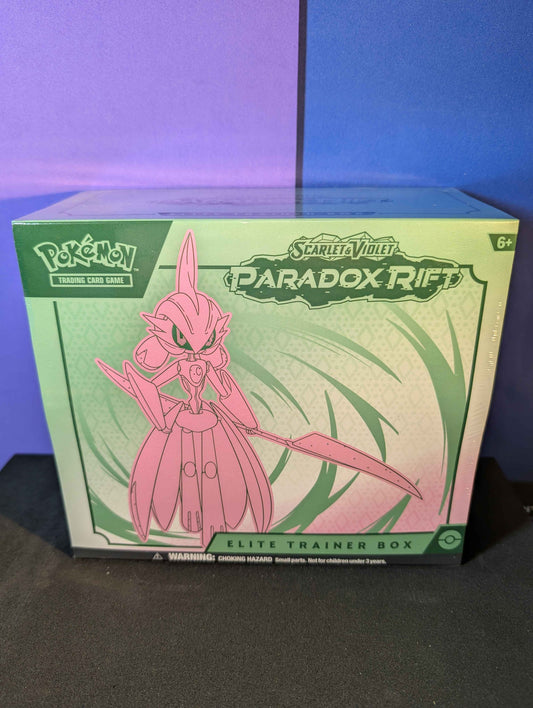 POKéMON
TRADING CARD GAME
SCARLET & VIOLET
PARADOX RIFT
6+
ELITE TRAINER BOX
WARNING: CHOKING HAZARD Small parts. Not for children under 3 years.